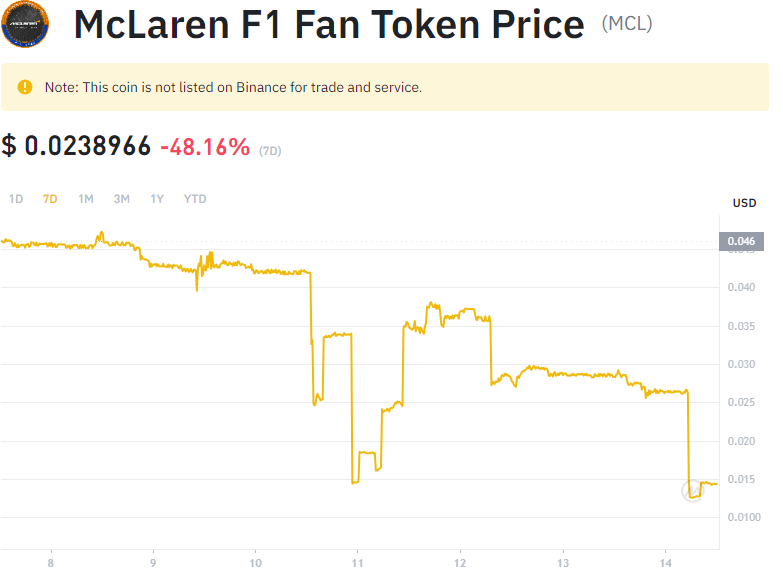 McLaren F1 Fan Token Price (MCL)
Note: This coin is not listed on Binance for trade and service.
$ 0.0238966 -48.16% (7D)
1D 7D 1M 3M 1Y YTD
USD
0.046
0.040
0.035
0.030
0.025
0.020
0.015
0.0100
8 9 10 11 12 13 14